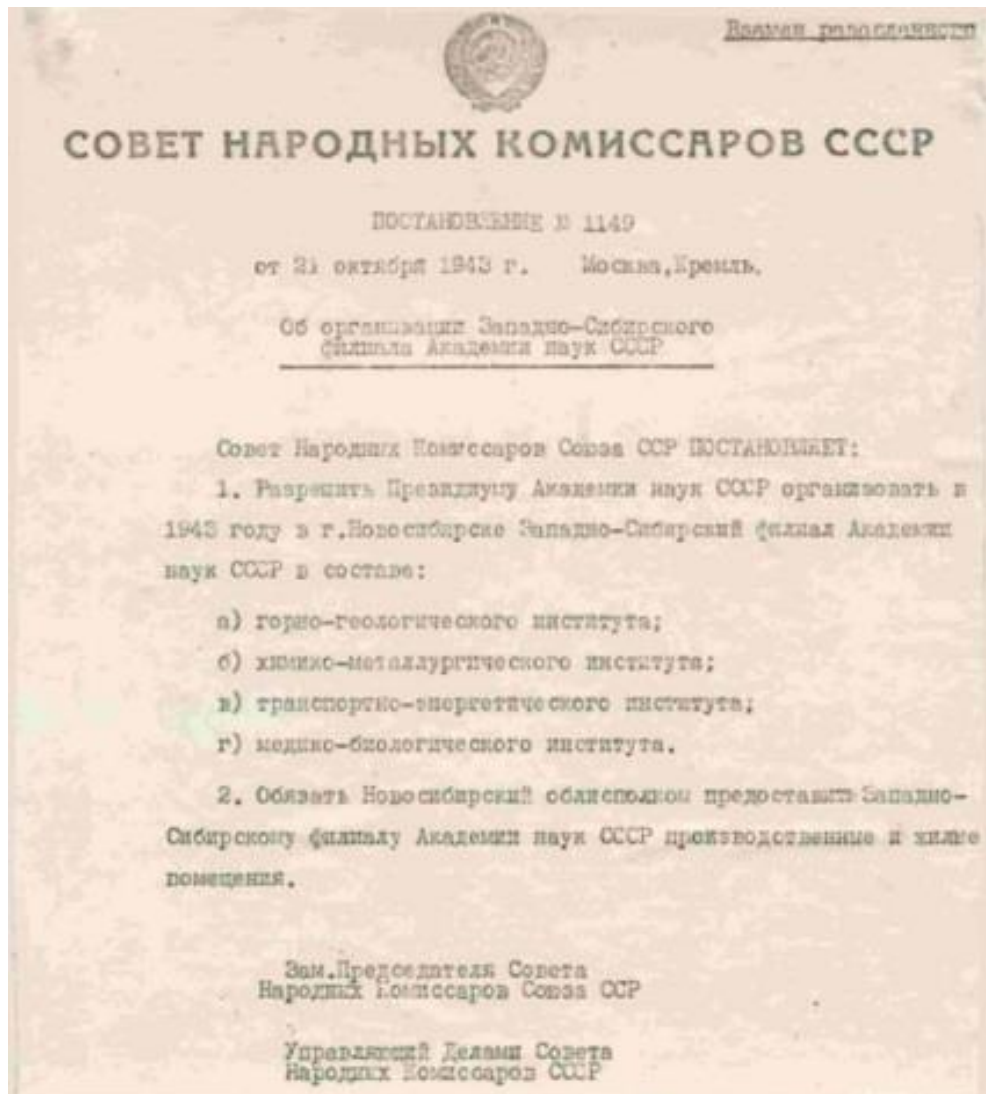 Взамен разосланного
СОВЕТ НАРОДНЫХ КОМИССАРОВ СССР
ПОСТАНОВЛЕНИЕ № 1149
от 21 октября 1943 г. Москва,Кремль.
Об организации Западно-Сибирского
филиала Академии наук СССР
Совет Народных Комиссаров Союза ССР ПОСТАНОВЛЯЕТ:
1. Разрешить Президиуму Академии наук СССР организовать в
1943 году в г.Новосибирске Западно-Сибирский филиал Академии
наук СССР в составе:
а) горно-геологического института;
б) химико-металлургического института;
в) транспортно-энергетического института;
г) медико-биологического института.
2. Обязать Новосибирский облисполком предоставить Западно-
Сибирскому филиалу Академии наук СССР производственные и жилые
помещения.
Зам.Председателя Совета
Народных Комиссаров Союза ССР
Управляющий Делами Совета
Народных Комиссаров СССР